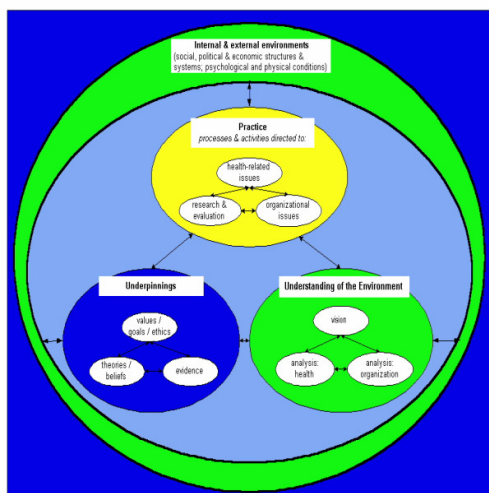 Internal & external environments
(social, political & economic structures &
systems; psychological and physical conditions)
Practice
processes & activities directed to:
health-related
issues
research &
evaluation
organizational
issues
Underpinnings
values /
goals / ethics
theories /
beliefs
evidence
Understanding of the Environment
vision
analysis:
health
analysis:
organization